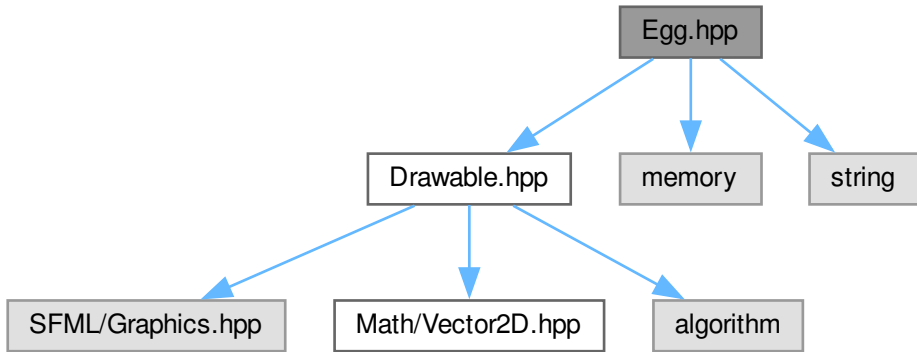 Egg.hpp
Drawable.hpp
memory
string
SFML/Graphics.hpp
Math/Vector2D.hpp
algorithm